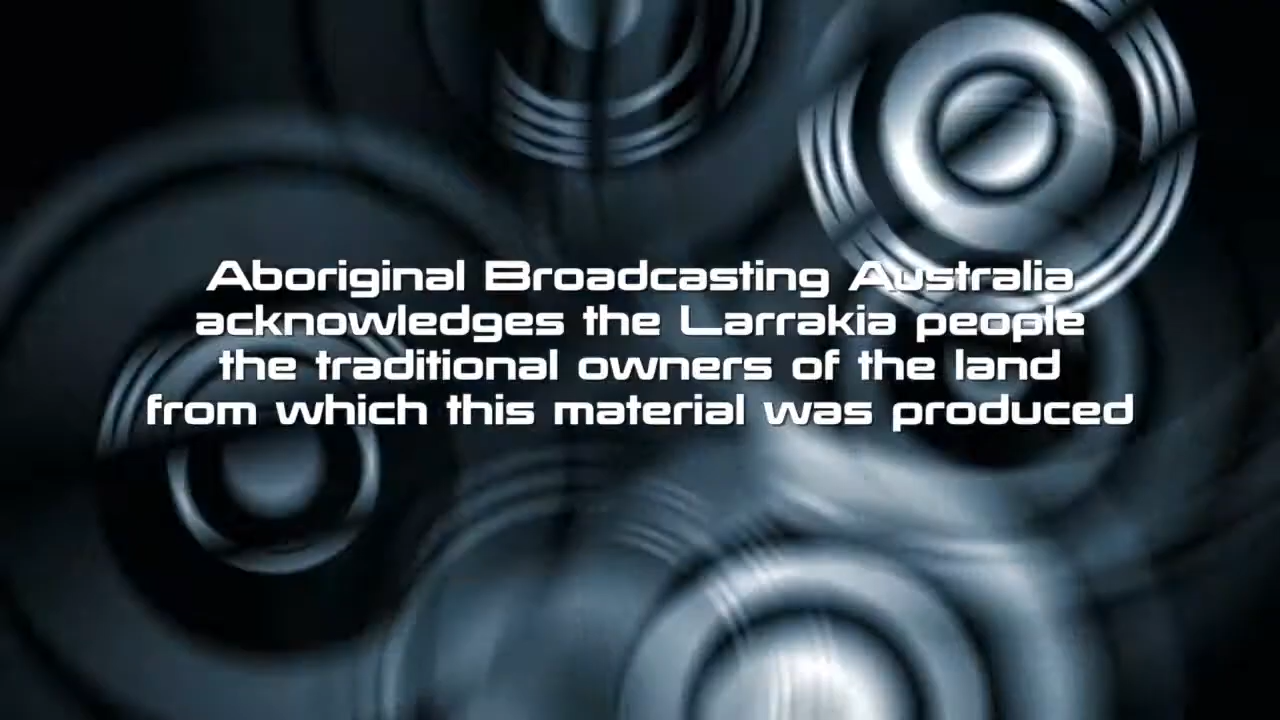 Aboriginal Broadcasting Australia
acknowledges the Larrakia people
the traditional owners of the land
from which this material was produced